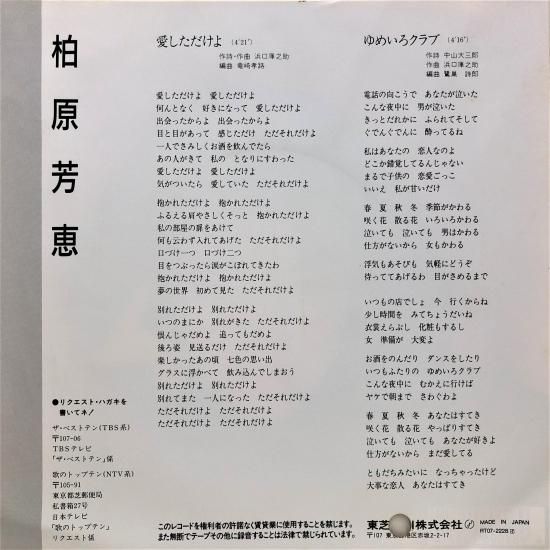 柏原芳恵
愛しただけよ (4'21")
作詩・作曲 浜口庫之助
編曲 竜崎孝路
愛しただけよ 愛しただけよ
何んとなく 好きになって 愛しただけよ
出会ったからよ 出会ったからよ
目と目があって 感じただけ ただそれだけよ
一人でさみしくお酒を飲んでたら
あの人がきて 私の となりにすわった
愛しただけよ 愛しただけよ
気がついたら 愛していた ただそれだけよ
抱かれただけよ 抱かれただけよ
ふるえる肩やさしくそっと 抱かれただけよ
私の部屋の扉をあけて
何も云わず入れてあげた ただそれだけよ
口づけ一つ 口づけ二つ
目をつぶったら涙がこぼれてきたわ
抱かれただけよ 抱かれただけよ
夢の世界 初めて見た ただそれだけよ
別れただけよ 別れただけよ
いつのまにか 別れがきた ただそれだけよ
恨んじゃだめよ 追ってもだめよ
後ろ姿 見送るだけ ただそれだけよ
楽しかったあの頃 七色の思い出
グラスに浮かべて 飲み込んでしまおう
別れただけよ 別れただけよ
別れてまた 一人になった ただそれだけよ
ただそれだけよ ただそれだけよ
ただそれだけよ ただそれだけよ
ゆめいろクラブ (4'16")
作詩 中山大三郎
作曲 浜口庫之助
編曲 鷺巣 詩郎
電話の向こうで あなたが泣いた
こんな夜中に 男が泣いた
きっとだれかに ふられてそして
ぐでんぐでんに 酔ってるね
私はあなたの 恋人なのよ
どこか錯覚してるんじゃない
まるで子供の 恋愛ごっこ
いいえ 私が甘いだけ
春 夏 秋 冬 季節がかわる
咲く花 散る花 いろいろかわる
泣いても 泣いても 男はかわる
仕方がないから 女もかわる
浮気もあそびも 気軽にどうぞ
待っててあげるわ 目がさめるまで
いつもの店でしょ 今 行くからね
少し時間を みてちょうだいね
衣裳えらぶし 化粧もするし
女 準備が 大変よ
お酒をのんだり ダンスをしたり
いつもふたりの ゆめいろクラブ
こんな夜中に むかえに行けば
ヤケで朝まで さわぐわよ
春 夏 秋 冬 あなたはすてき
咲く花 散る花 やっぱりすてき
泣いても 泣いても あなたが好きよ
仕方がないから まだ愛してる
ともだちみたいに なっちゃったけど
大事な恋人 あなたはすてき
●リクエスト・ハガキを
書いてネ!
ザ・ベストテン(TBS系)
〒107-06
TBSテレビ
「ザ・ベストテン」係
歌のトップテン(NTV系)
〒105-91
東京都芝郵便局
私書箱27号
日本テレビ
「歌のトップテン」
リクエスト係
このレコードを権利者の許諾なく賃貸業に使用することを禁じます。
また無断でテープその他に録音することは法律で禁じられています。
東芝 株式会社
〒107 東京 港区赤坂2-2-17
MADE IN JAPAN
RT07-2228